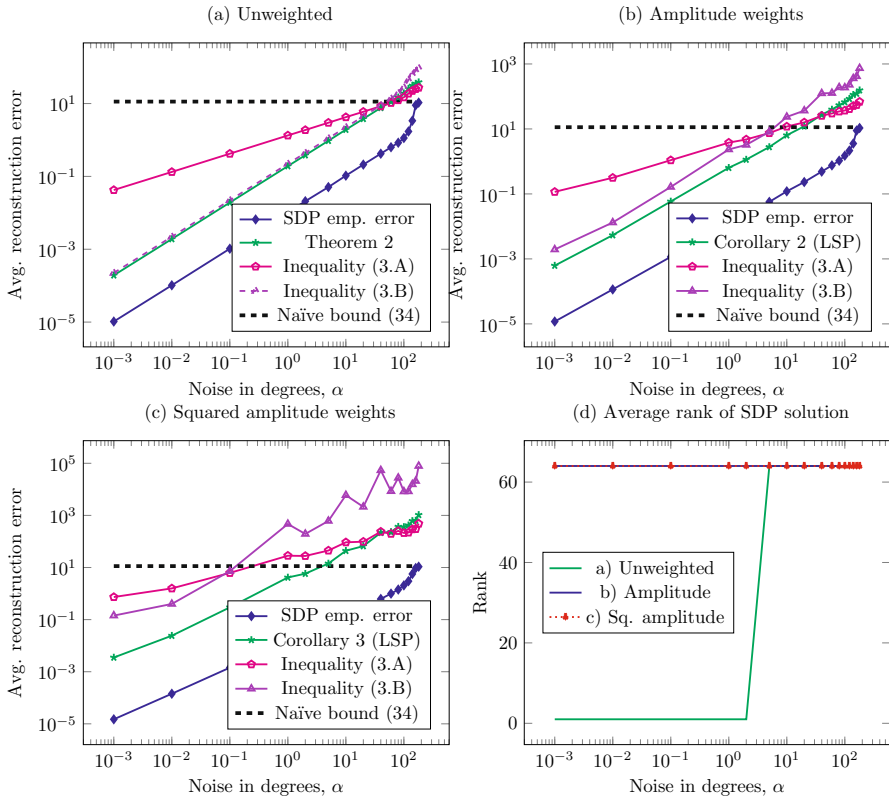 (a) Unweighted
Avg. reconstruction error
10^1
10^−1
10^−3
10^−5
SDP emp. error
Theorem 2
Inequality (3.A)
Inequality (3.B)
Naïve bound (34)
10^−3 10^−2 10^−1 10^0 10^1 10^2
Noise in degrees, α
(b) Amplitude weights
Avg. reconstruction error
10^3
10^1
10^−1
10^−3
10^−5
SDP emp. error
Corollary 2 (LSP)
Inequality (3.A)
Inequality (3.B)
Naïve bound (34)
10^−3 10^−2 10^−1 10^0 10^1 10^2
Noise in degrees, α
(c) Squared amplitude weights
Avg. reconstruction error
10^5
10^3
10^1
10^−1
10^−3
10^−5
SDP emp. error
Corollary 3 (LSP)
Inequality (3.A)
Inequality (3.B)
Naïve bound (34)
10^−3 10^−2 10^−1 10^0 10^1 10^2
Noise in degrees, α
(d) Average rank of SDP solution
Rank
60
40
20
0
a) Unweighted
b) Amplitude
c) Sq. amplitude
10^−3 10^−2 10^−1 10^0 10^1 10^2
Noise in degrees, α